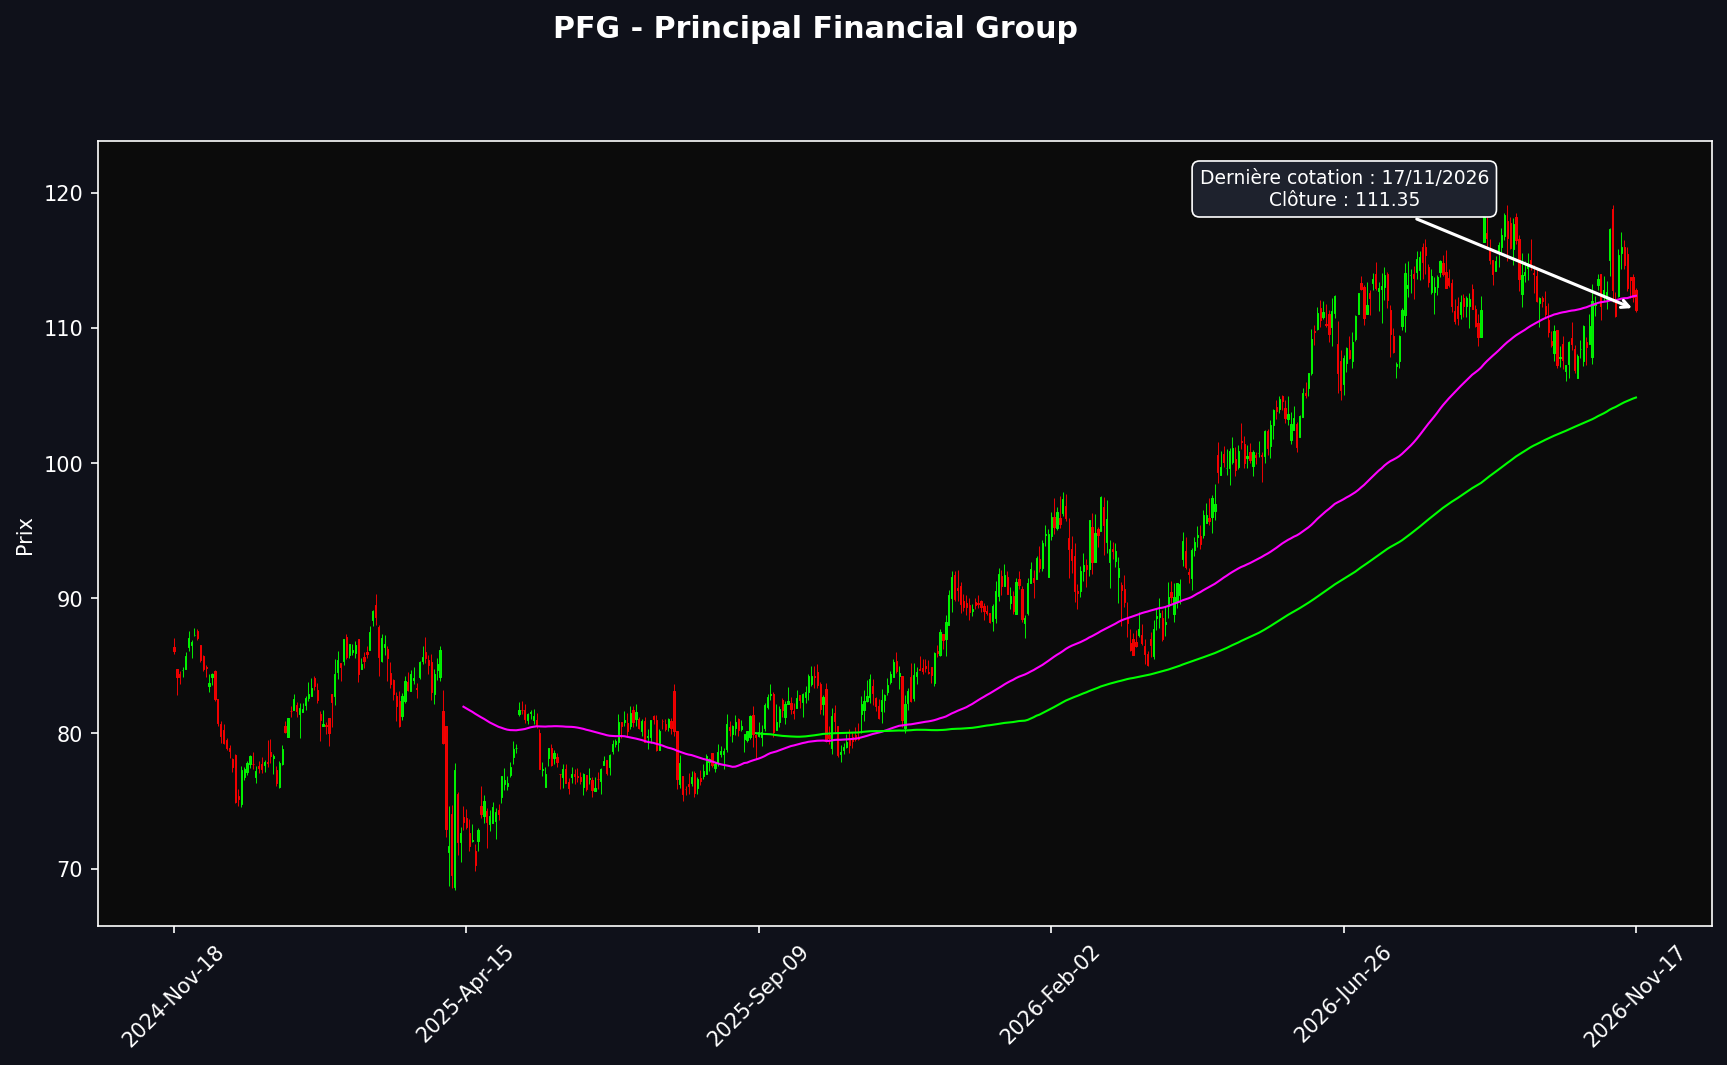 PFG - Principal Financial Group
Dernière cotation : 17/11/2026
Clôture : 111.35
Prix
120
110
100
90
80
70
2024-Nov-18
2025-Apr-15
2025-Sep-09
2026-Feb-02
2026-Jun-26
2026-Nov-17